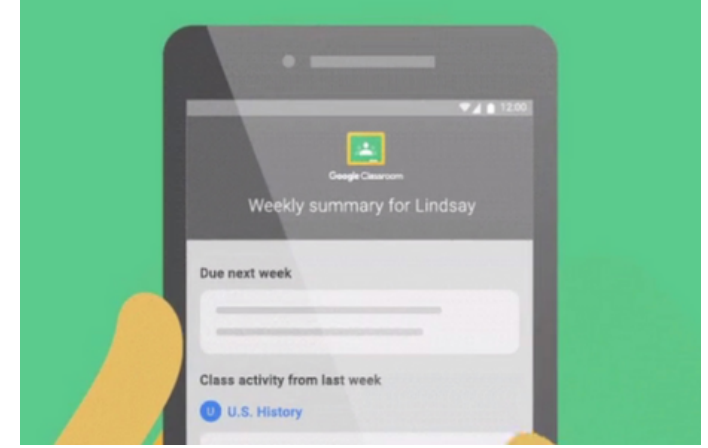 12:00
Google Classroom
Weekly summary for Lindsay
Due next week
Class activity from last week
U U.S. History